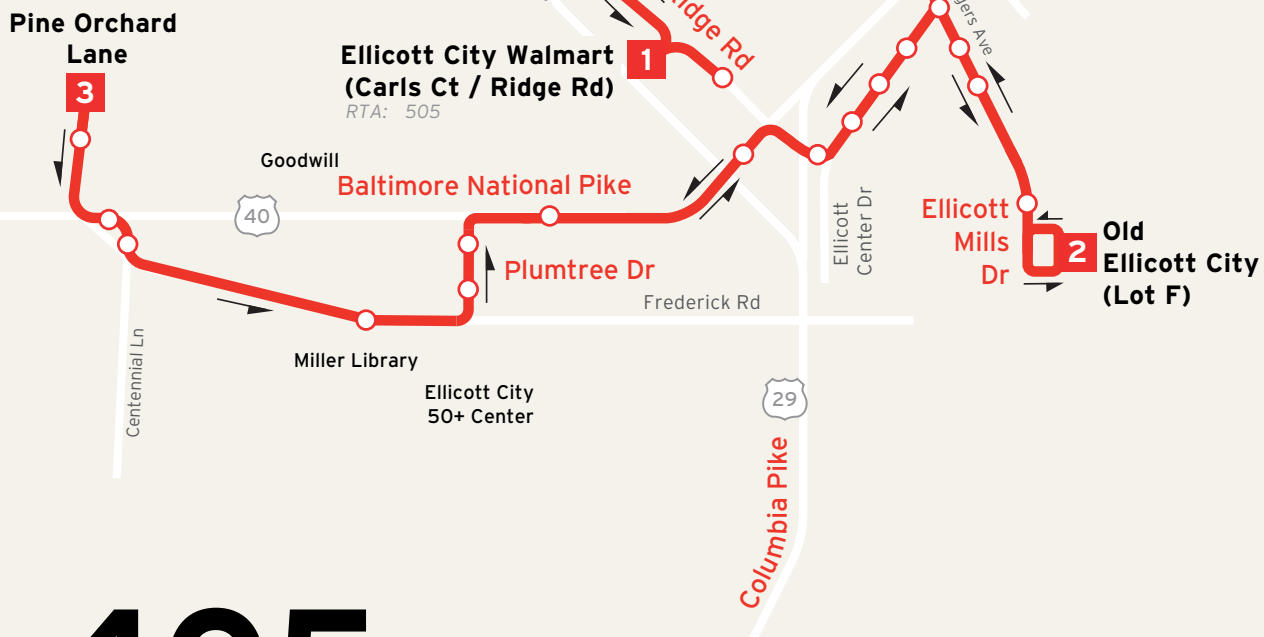 Pine Orchard
Lane
3
Ellicott City Walmart
(Carls Ct / Ridge Rd)
RTA: 505
1
Goodwill
Baltimore National Pike
40
Plumtree Dr
Frederick Rd
Ellicott
Center Dr
Ellicott
Mills
Dr
2
Old
Ellicott City
(Lot F)
Miller Library
Ellicott City
50+ Center
Centennial Ln
29
Columbia Pike